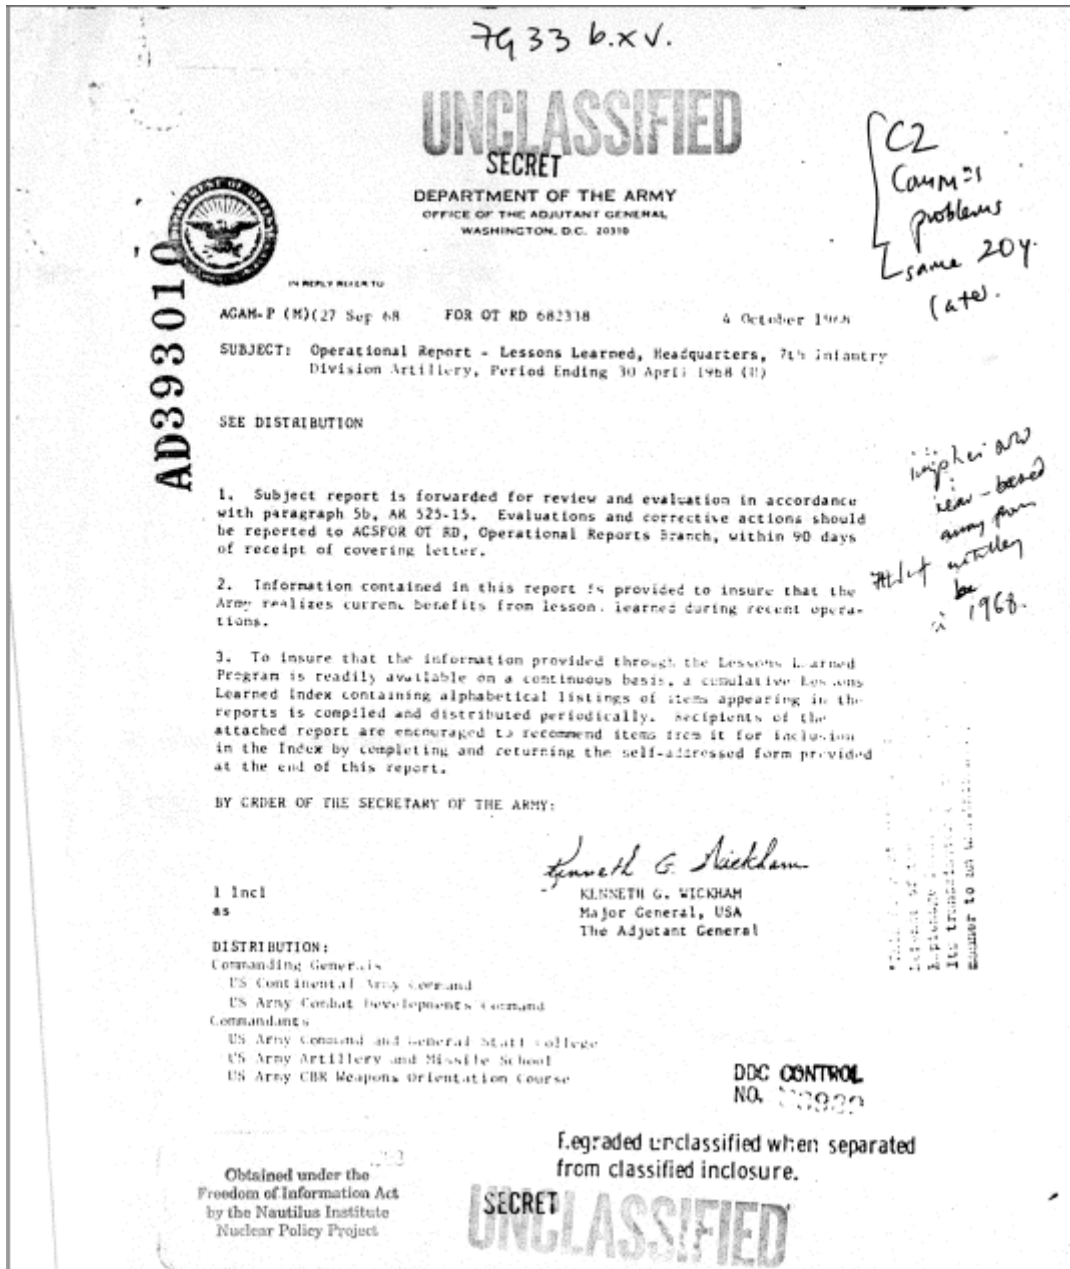 7933 b.xv.
UNCLASSIFIED
SECRET
DEPARTMENT OF THE ARMY
OFFICE OF THE ADJUTANT GENERAL
WASHINGTON, D.C. 20310
C2
problems
same 20y.
later.
AD393010
IN REPLY REFER TO
AGAM-P (M)(27 Sep 68 FOR OT RD 682318 4 October 1968
SUBJECT: Operational Report - Lessons Learned, Headquarters, 7th Infantry
Division Artillery, Period Ending 30 April 1968 (U)
SEE DISTRIBUTION
rear-based
1968.
1. Subject report is forwarded for review and evaluation in accordance
with paragraph 5b, AR 525-15. Evaluations and corrective actions should
be reported to ACSFOR OT RD, Operational Reports Branch, within 90 days
of receipt of covering letter.
2. Information contained in this report is provided to insure that the
Army realizes current benefits from lesson. learned during recent opera-
tions.
3. To insure that the information provided through the Lessons Learned
Program is readily available on a continuous basis, a cumulative Lessons
Learned Index containing alphabetical listings of items appearing in the
reports is compiled and distributed periodically. Recipients of the
attached report are encouraged to recommend items from it for inclusion
in the Index by completing and returning the self-addressed form provided
at the end of this report.
BY ORDER OF THE SECRETARY OF THE ARMY:
Kenneth G. Wickham
1 Incl
as
KENNETH G. WICKHAM
Major General, USA
The Adjutant General
DISTRIBUTION:
Commanding Generals
US Continental Army Command
US Army Combat Developments Command
Commandants
US Army Command and General Staff College
US Army Artillery and Missile School
US Army CBR Weapons Orientation Course
DDC CONTROL
NO.
Regraded unclassified when separated
from classified inclosure.
Obtained under the
Freedom of Information Act
by the Nautilus Institute
Nuclear Policy Project
SECRET
UNCLASSIFIED